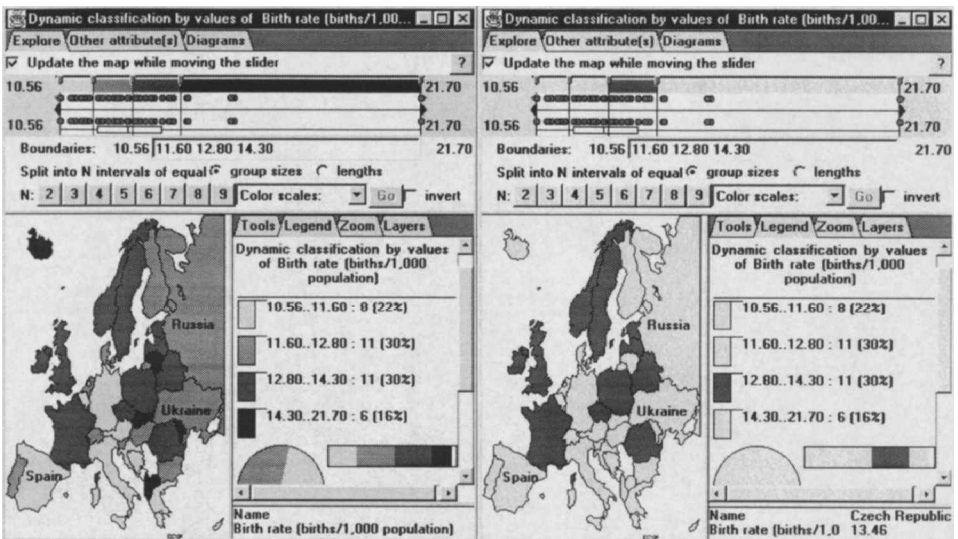 Dynamic classification by values of Birth rate (births/1,00...
Explore Other attribute(s) Diagrams
Update the map while moving the slider ?
10.56 21.70
10.56 21.70
Boundaries: 10.56 11.60 12.80 14.30 21.70
Split into N intervals of equal group sizes lengths
N: 2 3 4 5 6 7 8 9 Color scales: Go invert
Russia
Ukraine
Spain
Tools Legend Zoom Layers
Dynamic classification by values
of Birth rate (births/1,000
population)
10.56..11.60 : 8 (22%)
11.60..12.80 : 11 (30%)
12.80..14.30 : 11 (30%)
14.30..21.70 : 6 (16%)
Name
Birth rate (births/1,000 population)
Dynamic classification by values of Birth rate (births/1,00...
Explore Other attribute(s) Diagrams
Update the map while moving the slider ?
10.56 21.70
10.56 21.70
Boundaries: 10.56 11.60 12.80 14.30 21.70
Split into N intervals of equal group sizes lengths
N: 2 3 4 5 6 7 8 9 Color scales: Go invert
Russia
Ukraine
Spain
Tools Legend Zoom Layers
Dynamic classification by values
of Birth rate (births/1,000
population)
10.56..11.60 : 8 (22%)
11.60..12.80 : 11 (30%)
12.80..14.30 : 11 (30%)
14.30..21.70 : 6 (16%)
Name Czech Republic
Birth rate (births/1,0 13.46